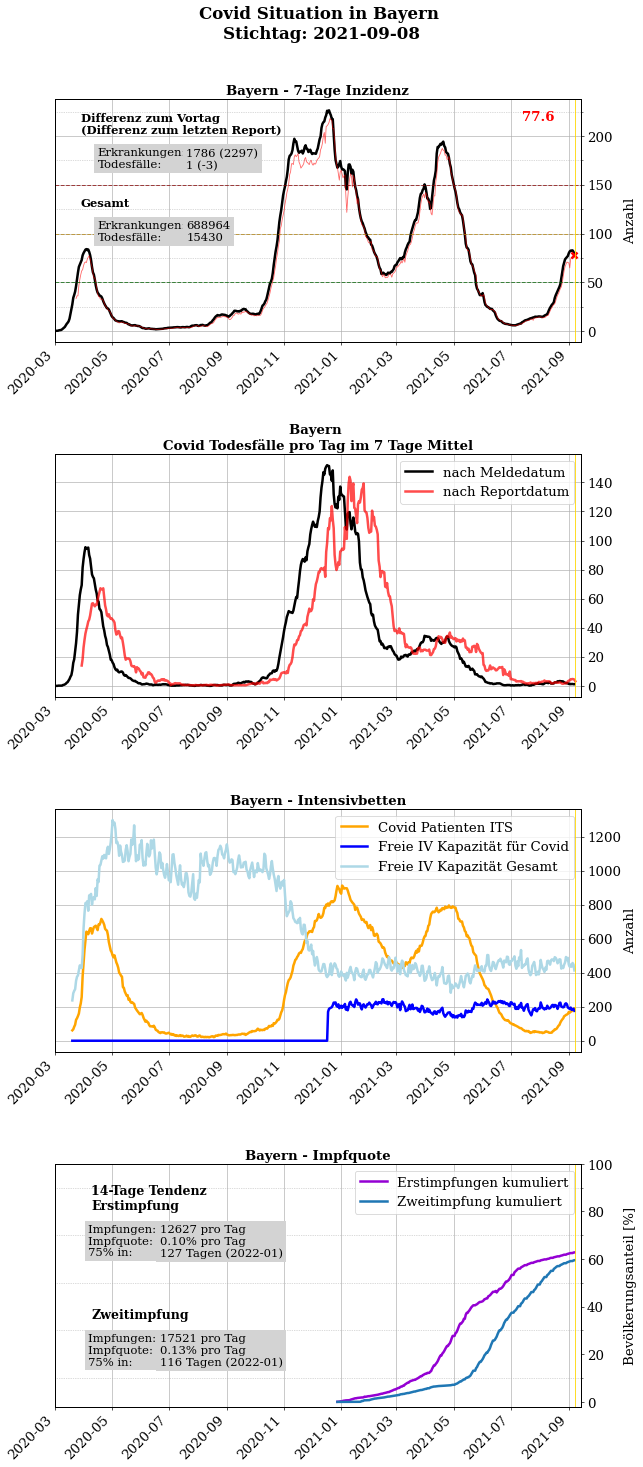 Covid Situation in Bayern
Stichtag: 2021-09-08
Bayern - 7-Tage Inzidenz
Differenz zum Vortag
(Differenz zum letzten Report)
Erkrankungen 1786 (2297)
Todesfälle: 1 (-3)
Gesamt
Erkrankungen 688964
Todesfälle: 15430
77.6
200
150
100
50
0
Anzahl
2020-03
2020-05
2020-07
2020-09
2020-11
2021-01
2021-03
2021-05
2021-07
2021-09
Bayern
Covid Todesfälle pro Tag im 7 Tage Mittel
nach Meldedatum
nach Reportdatum
140
120
100
80
60
40
20
0
2020-03
2020-05
2020-07
2020-09
2020-11
2021-01
2021-03
2021-05
2021-07
2021-09
Bayern - Intensivbetten
Covid Patienten ITS
Freie IV Kapazität für Covid
Freie IV Kapazität Gesamt
1200
1000
800
600
400
200
0
Anzahl
2020-03
2020-05
2020-07
2020-09
2020-11
2021-01
2021-03
2021-05
2021-07
2021-09
Bayern - Impfquote
14-Tage Tendenz
Erstimpfung
Impfungen: 12627 pro Tag
Impfquote: 0.10% pro Tag
75% in: 127 Tagen (2022-01)
Zweitimpfung
Impfungen: 17521 pro Tag
Impfquote: 0.13% pro Tag
75% in: 116 Tagen (2022-01)
Erstimpfungen kumuliert
Zweitimpfung kumuliert
100
80
60
40
20
0
Bevölkerungsanteil [%]
2020-03
2020-05
2020-07
2020-09
2020-11
2021-01
2021-03
2021-05
2021-07
2021-09